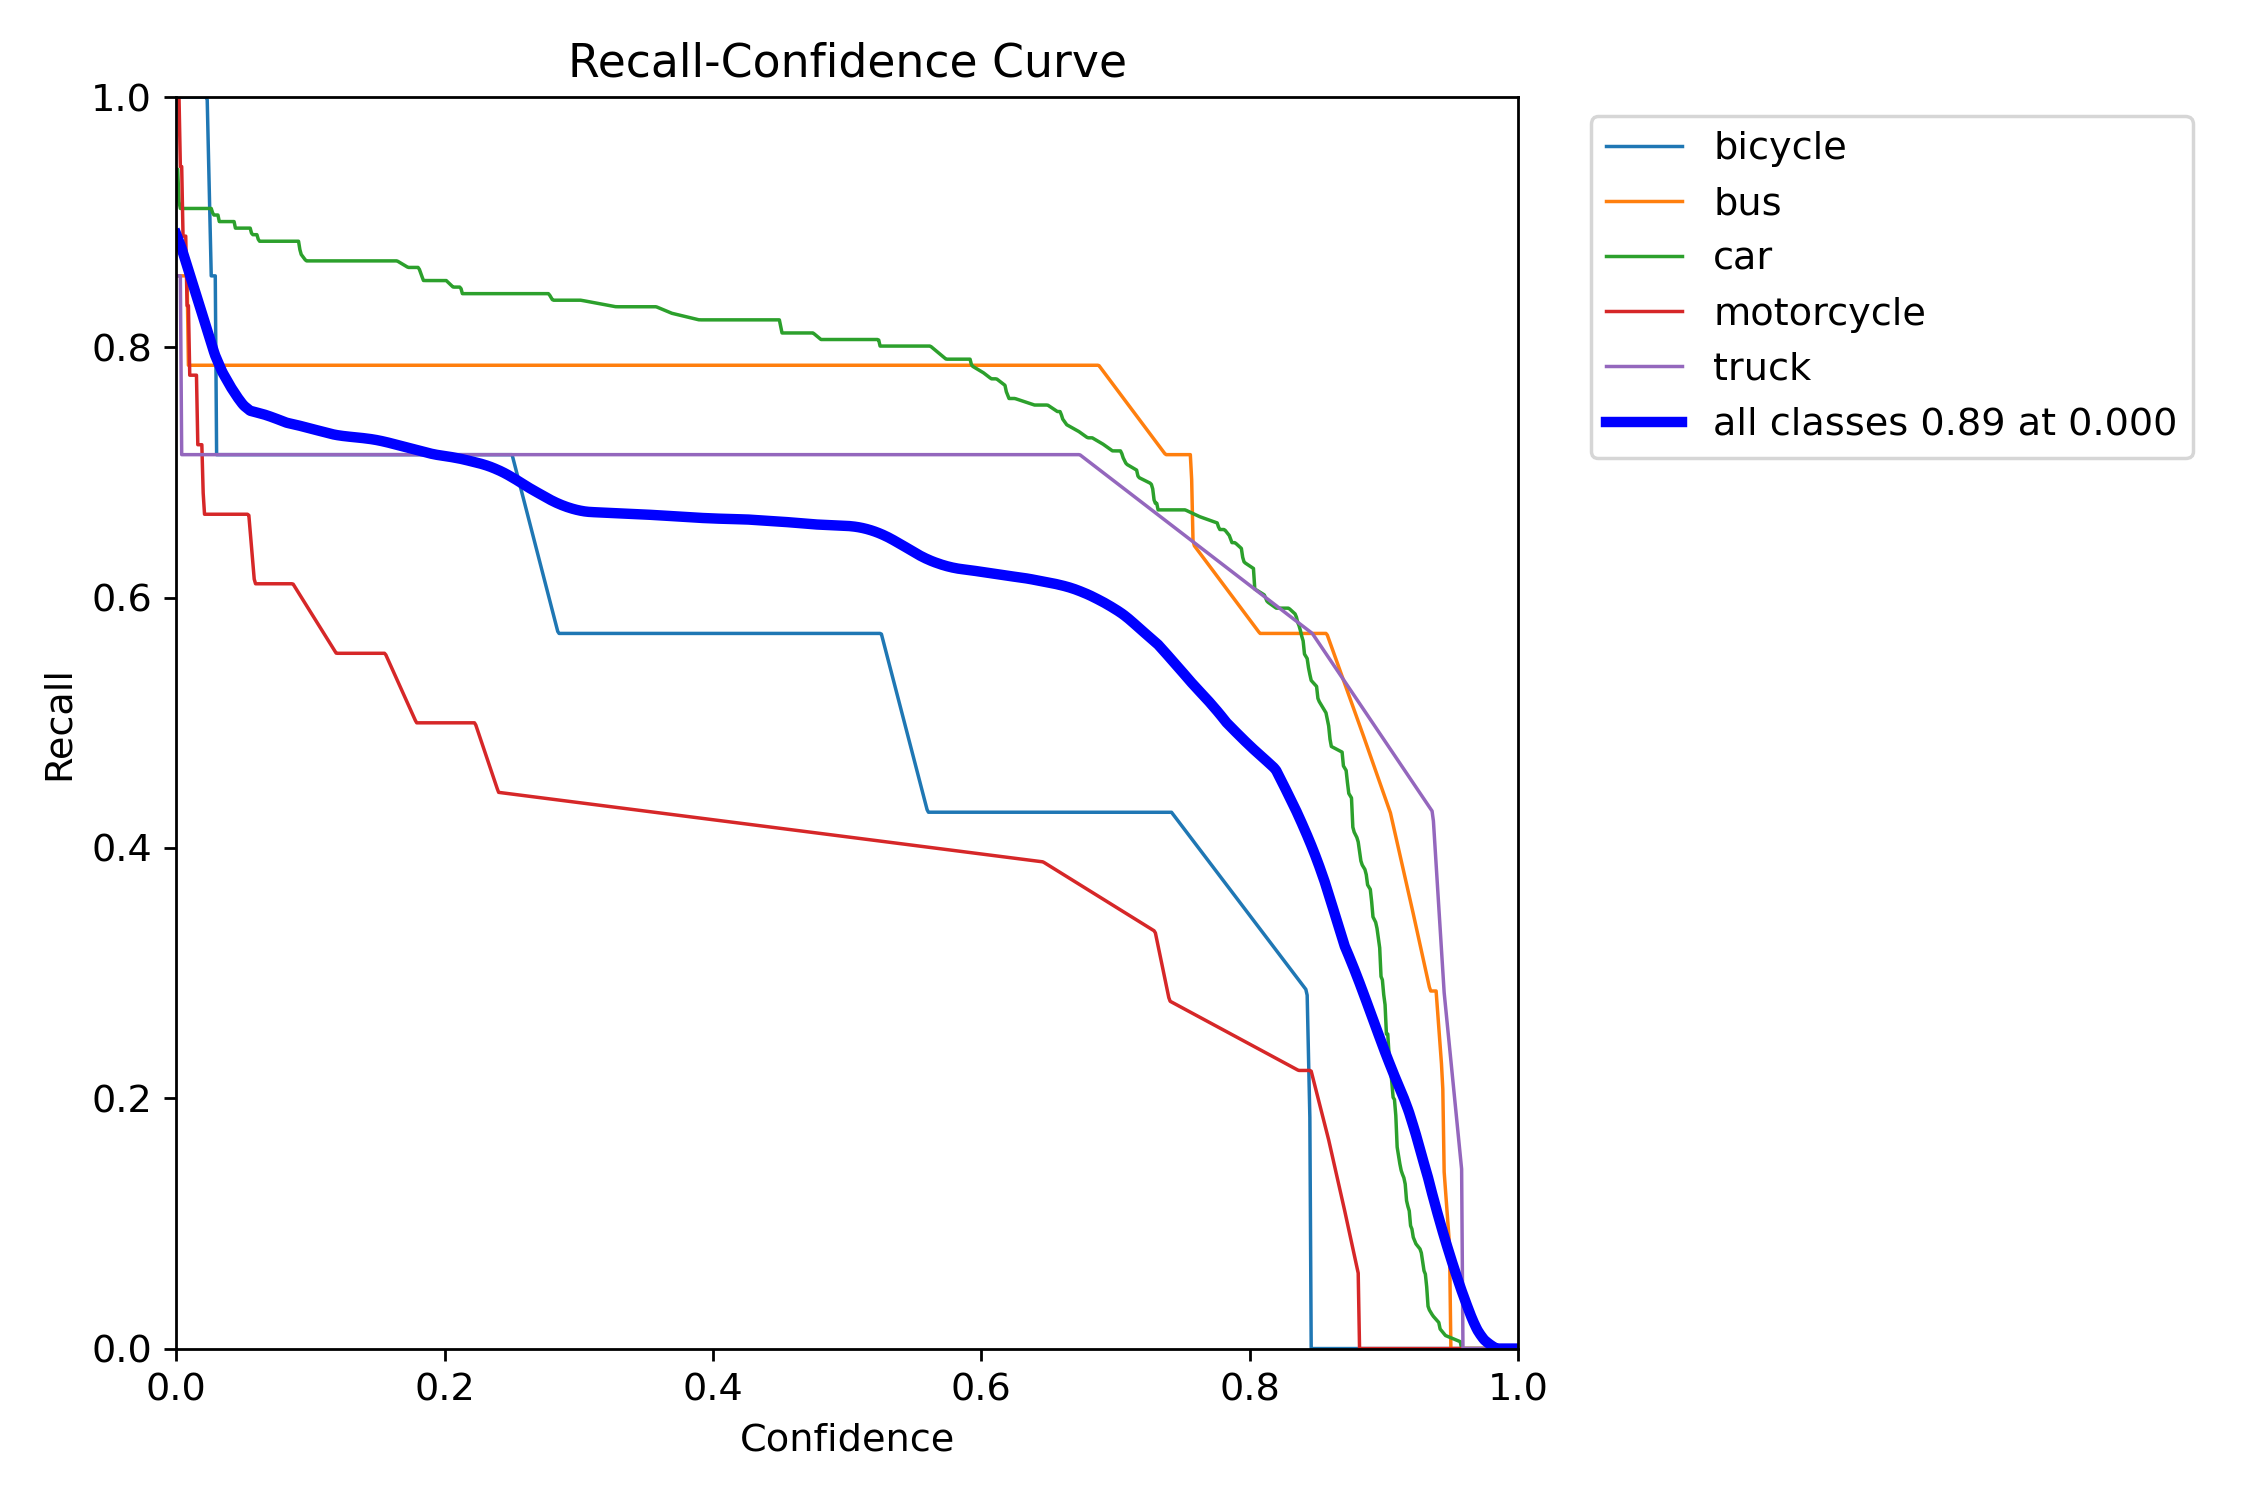 Recall-Confidence Curve
1.0
0.8
0.6
0.4
0.2
0.0
Recall
0.0 0.2 0.4 0.6 0.8 1.0
Confidence
bicycle
bus
car
motorcycle
truck
all classes 0.89 at 0.000